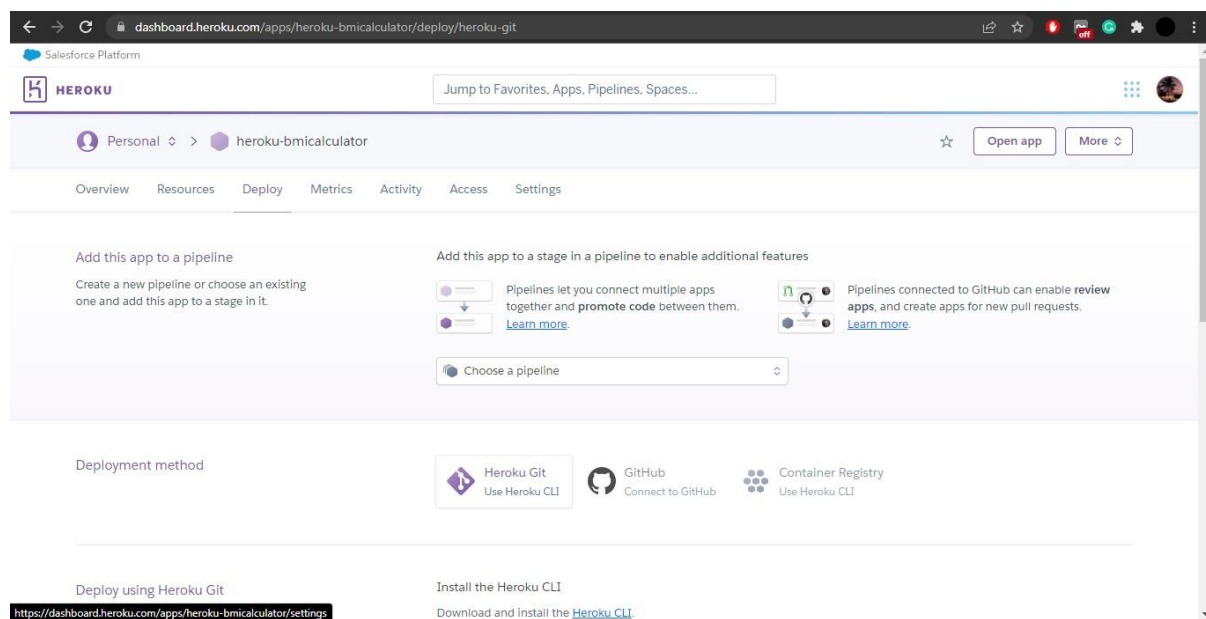 dashboard.heroku.com/apps/heroku-bmicalculator/deploy/heroku-git
off
Salesforce Platform
HEROKU
Jump to Favorites, Apps, Pipelines, Spaces...
Personal > heroku-bmicalculator
Open app
More
Overview Resources Deploy Metrics Activity Access Settings
Add this app to a pipeline
Create a new pipeline or choose an existing
one and add this app to a stage in it.
Add this app to a stage in a pipeline to enable additional features
Pipelines let you connect multiple apps
together and promote code between them.
Learn more.
Pipelines connected to GitHub can enable review
apps, and create apps for new pull requests.
Learn more.
Choose a pipeline
Deployment method
Heroku Git
Use Heroku CLI
GitHub
Connect to GitHub
Container Registry
Use Heroku CLI
Deploy using Heroku Git
Install the Heroku CLI
Download and install the Heroku CLI.
https://dashboard.heroku.com/apps/heroku-bmicalculator/settings